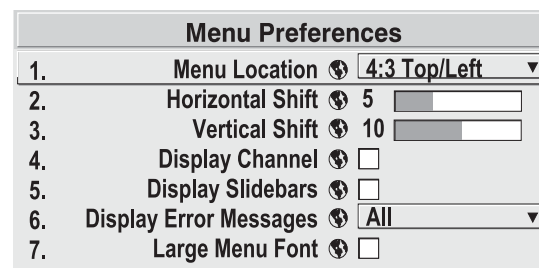 Menu Preferences
1. Menu Location 4:3 Top/Left
2. Horizontal Shift 5
3. Vertical Shift 10
4. Display Channel
5. Display Slidebars
6. Display Error Messages All
7. Large Menu Font